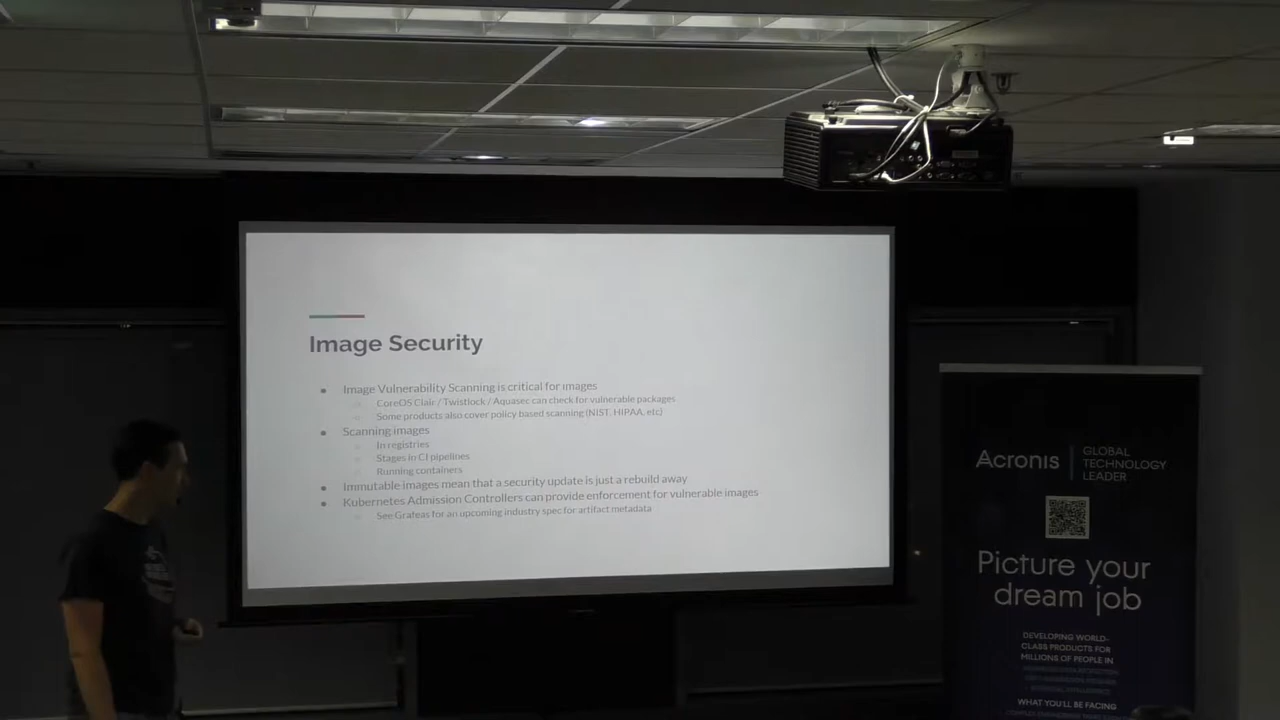 Image Security
• Image Vulnerability Scanning is critical for images
CoreOS Clair / Twistlock / Aquasec can check for vulnerable packages
Some products also cover policy based scanning (NIST, HIPAA, etc)
• Scanning images
In registries
Stages in CI pipelines
Running containers
• Immutable images mean that a security update is just a rebuild away
• Kubernetes Admission Controllers can provide enforcement for vulnerable images
See Grafeas for an upcoming industry spec for artifact metadata
Acronis
GLOBAL
TECHNOLOGY
LEADER
Picture your
dream job
DEVELOPING WORLD-
CLASS PRODUCTS FOR
MILLIONS OF PEOPLE IN
WHAT YOU'LL BE FACING